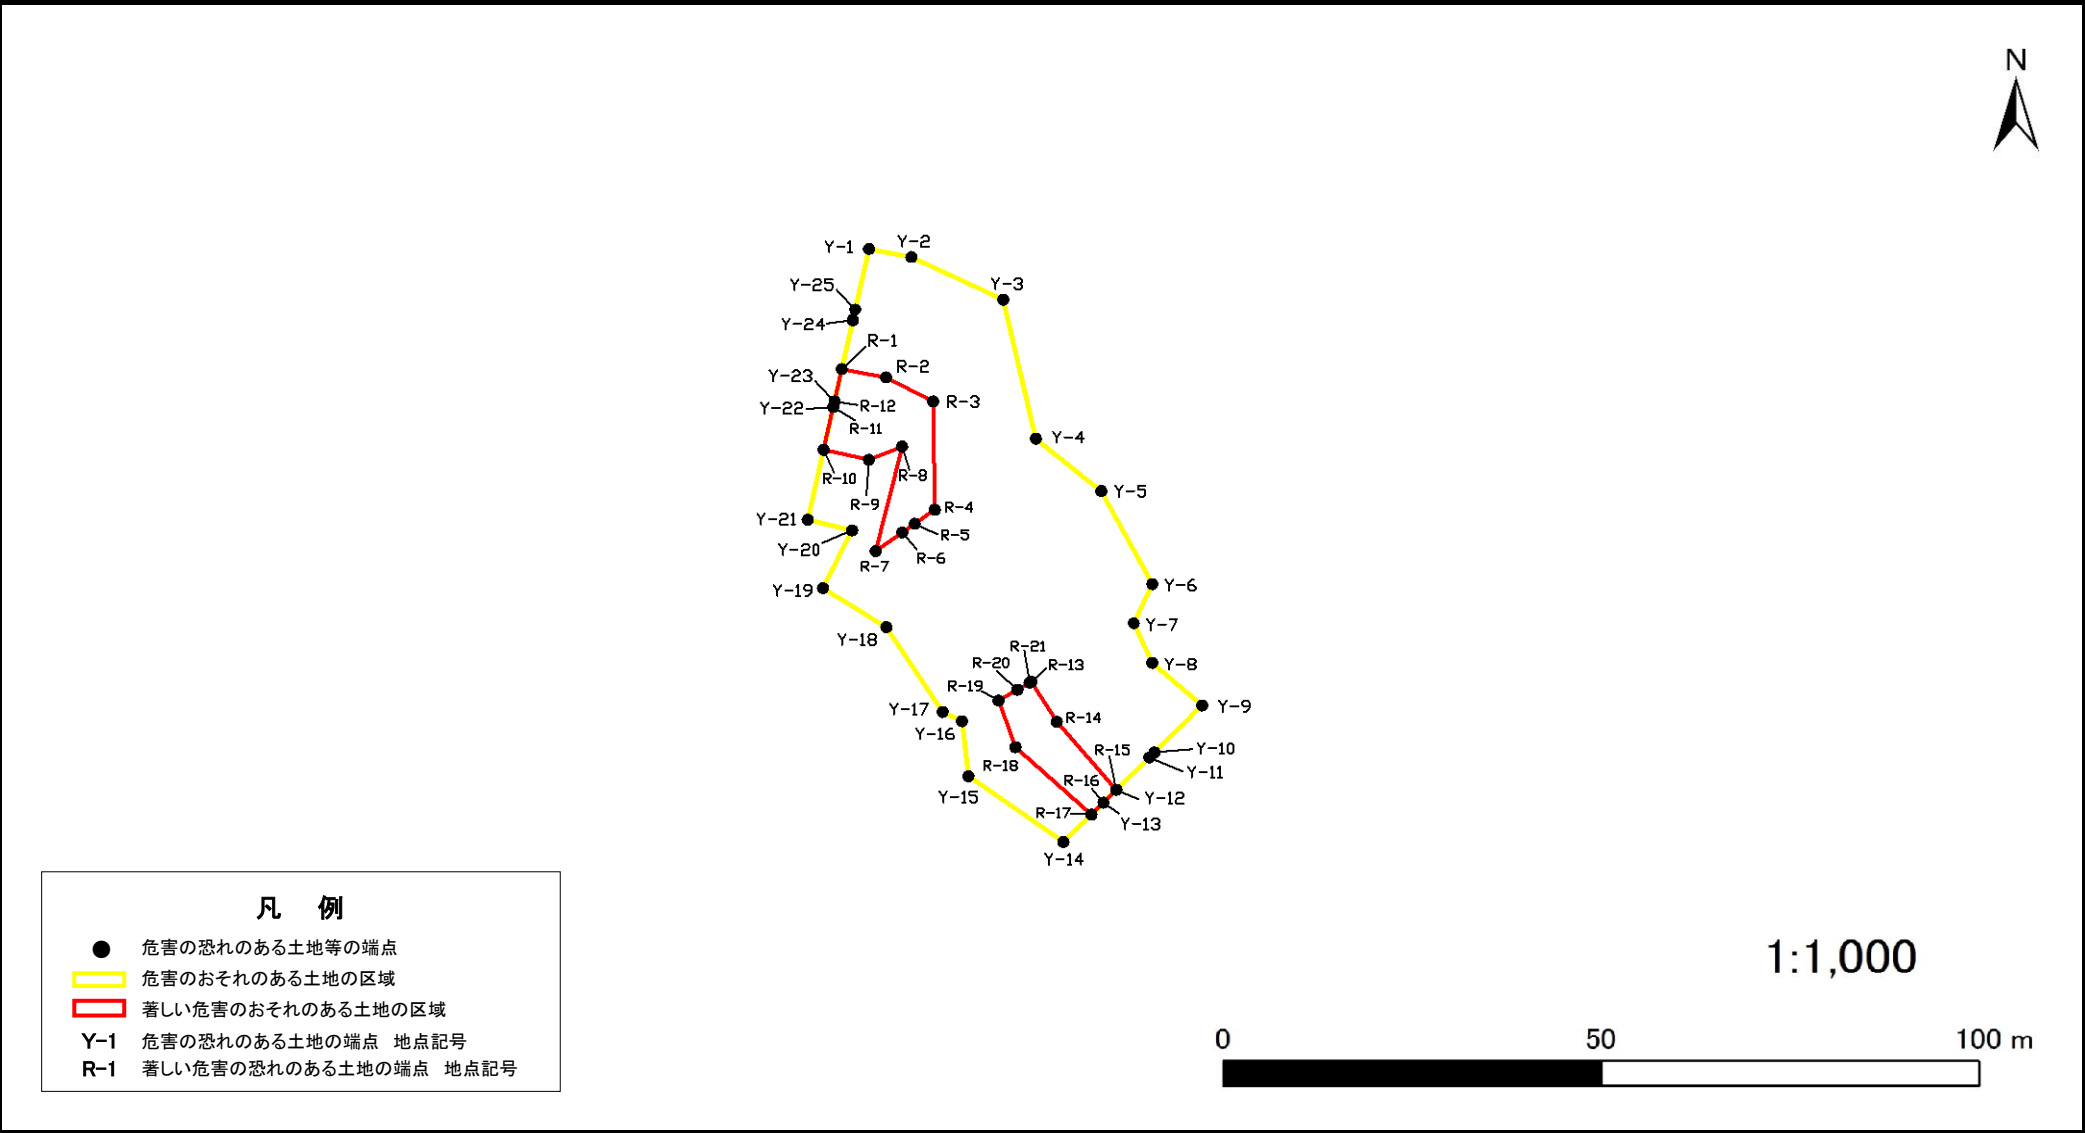 N
Y-1
Y-2
Y-3
Y-25
Y-24
R-1
R-2
Y-23
R-12
R-3
Y-22
R-11
Y-4
R-8
R-10
Y-5
R-9
R-4
Y-21
R-5
Y-20
R-6
R-7
Y-6
Y-19
Y-7
Y-18
R-21
R-20
R-13
Y-8
R-19
Y-9
Y-17
R-14
Y-16
R-15
Y-10
R-18
Y-11
R-16
Y-15
Y-12
R-17
Y-13
Y-14
凡 例
危害の恐れのある土地等の端点
危害のおそれのある土地の区域
著しい危害のおそれのある土地の区域
Y-1 危害の恐れのある土地の端点 地点記号
R-1 著しい危害の恐れのある土地の端点 地点記号
1:1,000
0 50 100 m